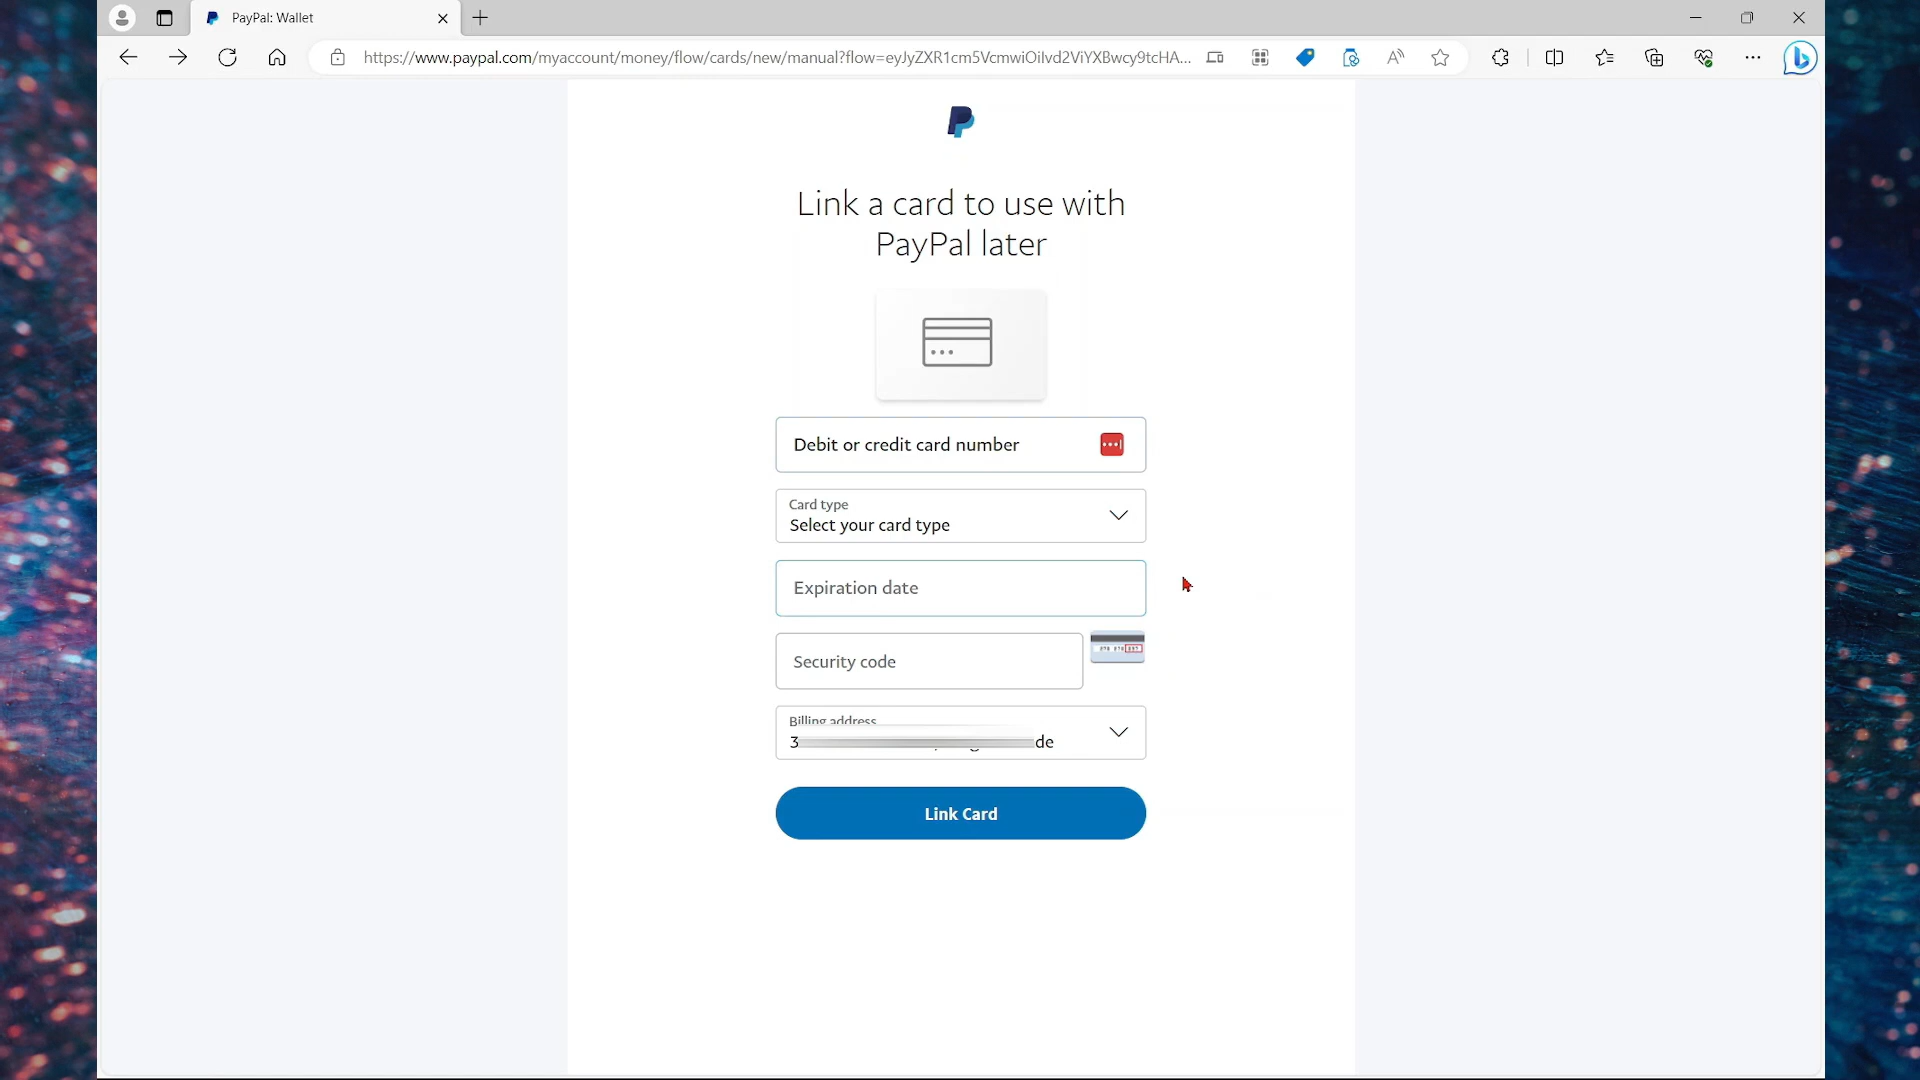 PayPal: Wallet
https://www.paypal.com/myaccount/money/flow/cards/new/manual?flow=eyJyZXR1cm5VcmwiOiIvd2ViYXBwcy9tcHA...
Link a card to use with
PayPal later
Debit or credit card number
Card type
Select your card type
Expiration date
Security code
Billing address
3 de
Link Card